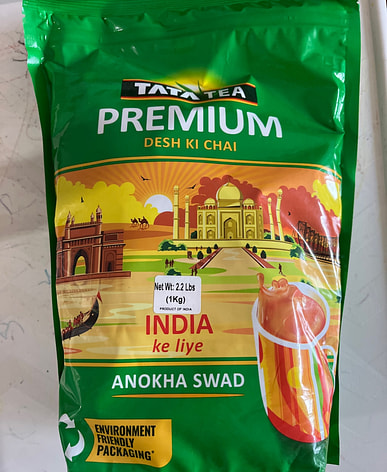 TATA TEA
PREMIUM
DESH KI CHAI
Net Wt: 2.2 Lbs
(1Kg)
PRODUCT OF INDIA
INDIA
ke liye
ANOKHA SWAD
ENVIRONMENT
FRIENDLY
PACKAGING*